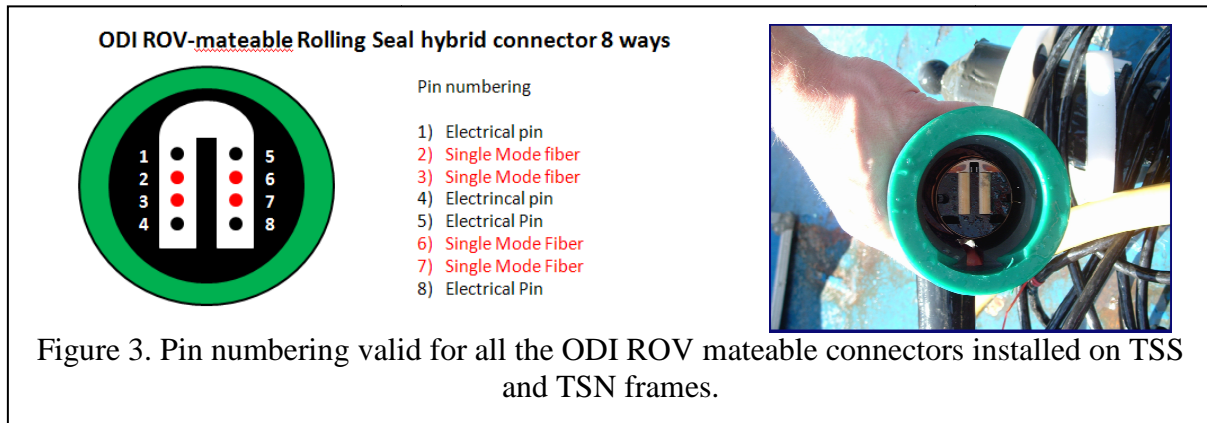 ODI ROV-mateable Rolling Seal hybrid connector 8 ways
Pin numbering
1) Electrical pin
2) Single Mode fiber
3) Single Mode fiber
4) Electrincal pin
5) Electrical Pin
6) Single Mode Fiber
7) Single Mode Fiber
8) Electrical Pin
1 5
2 6
3 7
4 8
Figure 3. Pin numbering valid for all the ODI ROV mateable connectors installed on TSS
and TSN frames.